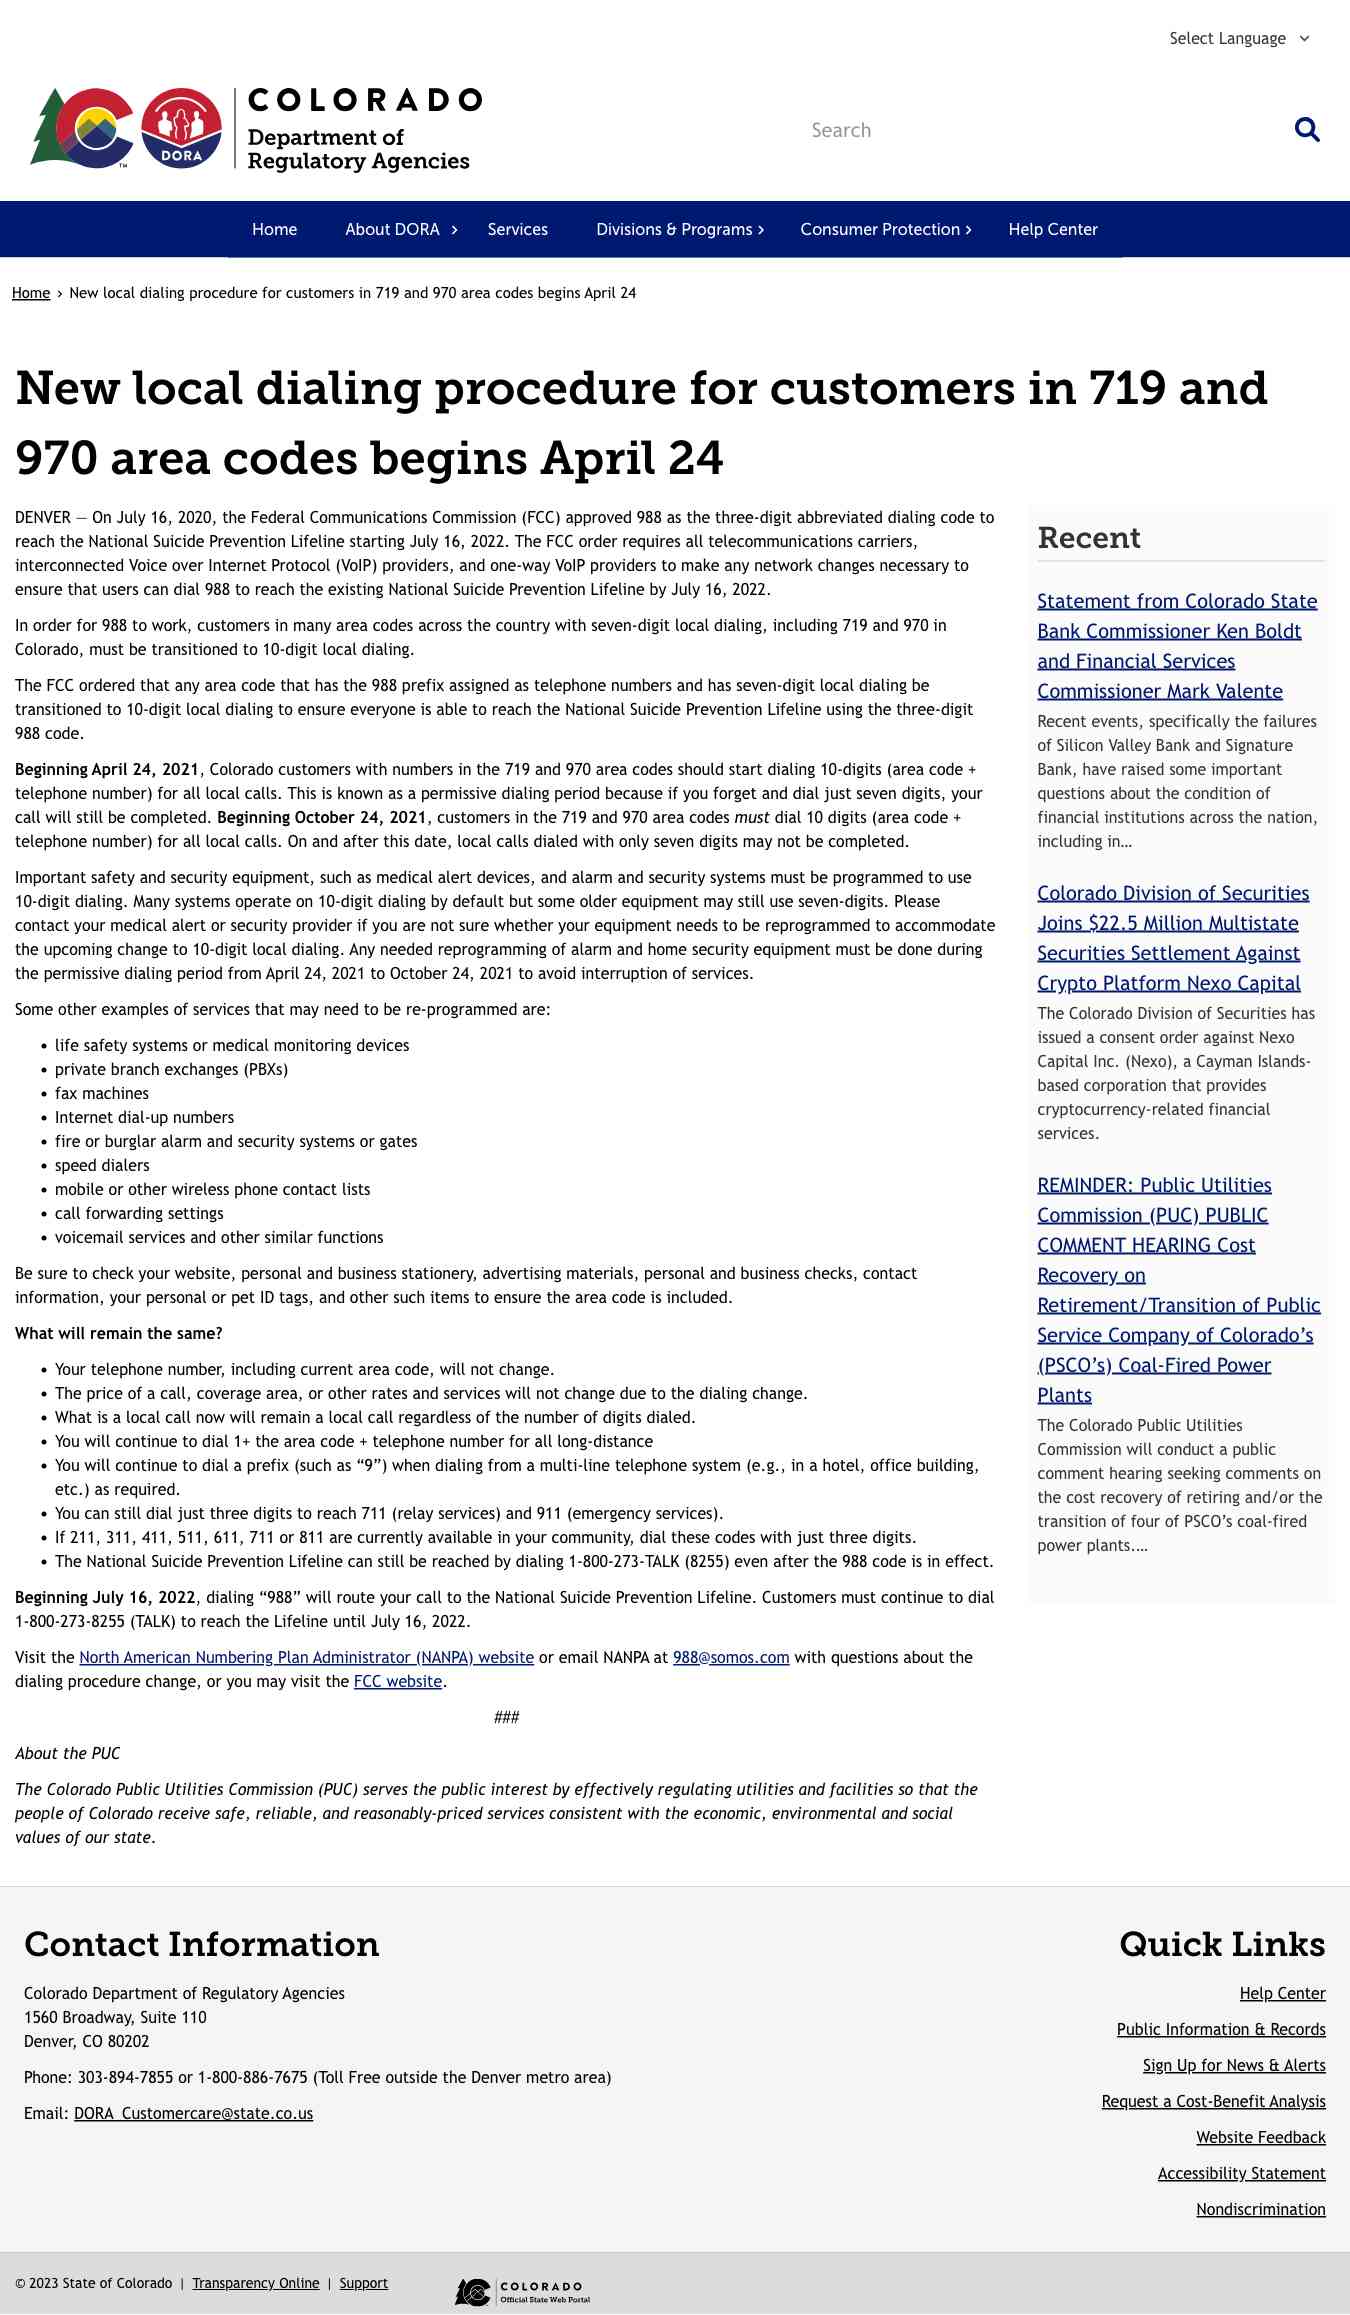 Select Language
COLORADO
Department of
Regulatory Agencies
DORA
TM
Search
Home About DORA Services Divisions & Programs Consumer Protection Help Center
Home › New local dialing procedure for customers in 719 and 970 area codes begins April 24
New local dialing procedure for customers in 719 and
970 area codes begins April 24
DENVER — On July 16, 2020, the Federal Communications Commission (FCC) approved 988 as the three-digit abbreviated dialing code to
reach the National Suicide Prevention Lifeline starting July 16, 2022. The FCC order requires all telecommunications carriers,
interconnected Voice over Internet Protocol (VoIP) providers, and one-way VoIP providers to make any network changes necessary to
ensure that users can dial 988 to reach the existing National Suicide Prevention Lifeline by July 16, 2022.
In order for 988 to work, customers in many area codes across the country with seven-digit local dialing, including 719 and 970 in
Colorado, must be transitioned to 10-digit local dialing.
The FCC ordered that any area code that has the 988 prefix assigned as telephone numbers and has seven-digit local dialing be
transitioned to 10-digit local dialing to ensure everyone is able to reach the National Suicide Prevention Lifeline using the three-digit
988 code.
Beginning April 24, 2021, Colorado customers with numbers in the 719 and 970 area codes should start dialing 10-digits (area code +
telephone number) for all local calls. This is known as a permissive dialing period because if you forget and dial just seven digits, your
call will still be completed. Beginning October 24, 2021, customers in the 719 and 970 area codes must dial 10 digits (area code +
telephone number) for all local calls. On and after this date, local calls dialed with only seven digits may not be completed.
Important safety and security equipment, such as medical alert devices, and alarm and security systems must be programmed to use
10-digit dialing. Many systems operate on 10-digit dialing by default but some older equipment may still use seven-digits. Please
contact your medical alert or security provider if you are not sure whether your equipment needs to be reprogrammed to accommodate
the upcoming change to 10-digit local dialing. Any needed reprogramming of alarm and home security equipment must be done during
the permissive dialing period from April 24, 2021 to October 24, 2021 to avoid interruption of services.
Some other examples of services that may need to be re-programmed are:
• life safety systems or medical monitoring devices
• private branch exchanges (PBXs)
• fax machines
• Internet dial-up numbers
• fire or burglar alarm and security systems or gates
• speed dialers
• mobile or other wireless phone contact lists
• call forwarding settings
• voicemail services and other similar functions
Be sure to check your website, personal and business stationery, advertising materials, personal and business checks, contact
information, your personal or pet ID tags, and other such items to ensure the area code is included.
What will remain the same?
• Your telephone number, including current area code, will not change.
• The price of a call, coverage area, or other rates and services will not change due to the dialing change.
• What is a local call now will remain a local call regardless of the number of digits dialed.
• You will continue to dial 1+ the area code + telephone number for all long-distance
• You will continue to dial a prefix (such as “9”) when dialing from a multi-line telephone system (e.g., in a hotel, office building,
etc.) as required.
• You can still dial just three digits to reach 711 (relay services) and 911 (emergency services).
• If 211, 311, 411, 511, 611, 711 or 811 are currently available in your community, dial these codes with just three digits.
• The National Suicide Prevention Lifeline can still be reached by dialing 1-800-273-TALK (8255) even after the 988 code is in effect.
Beginning July 16, 2022, dialing “988” will route your call to the National Suicide Prevention Lifeline. Customers must continue to dial
1-800-273-8255 (TALK) to reach the Lifeline until July 16, 2022.
Visit the North American Numbering Plan Administrator (NANPA) website or email NANPA at 988@somos.com with questions about the
dialing procedure change, or you may visit the FCC website.
###
About the PUC
The Colorado Public Utilities Commission (PUC) serves the public interest by effectively regulating utilities and facilities so that the
people of Colorado receive safe, reliable, and reasonably-priced services consistent with the economic, environmental and social
values of our state.
Recent
Statement from Colorado State
Bank Commissioner Ken Boldt
and Financial Services
Commissioner Mark Valente
Recent events, specifically the failures
of Silicon Valley Bank and Signature
Bank, have raised some important
questions about the condition of
financial institutions across the nation,
including in…
Colorado Division of Securities
Joins $22.5 Million Multistate
Securities Settlement Against
Crypto Platform Nexo Capital
The Colorado Division of Securities has
issued a consent order against Nexo
Capital Inc. (Nexo), a Cayman Islands-
based corporation that provides
cryptocurrency-related financial
services.
REMINDER: Public Utilities
Commission (PUC) PUBLIC
COMMENT HEARING Cost
Recovery on
Retirement/Transition of Public
Service Company of Colorado’s
(PSCO’s) Coal-Fired Power
Plants
The Colorado Public Utilities
Commission will conduct a public
comment hearing seeking comments on
the cost recovery of retiring and/or the
transition of four of PSCO’s coal-fired
power plants.…
Contact Information
Colorado Department of Regulatory Agencies
1560 Broadway, Suite 110
Denver, CO 80202
Phone: 303-894-7855 or 1-800-886-7675 (Toll Free outside the Denver metro area)
Email: DORA_Customercare@state.co.us
Quick Links
Help Center
Public Information & Records
Sign Up for News & Alerts
Request a Cost-Benefit Analysis
Website Feedback
Accessibility Statement
Nondiscrimination
© 2023 State of Colorado | Transparency Online | Support
COLORADO
Official State Web Portal